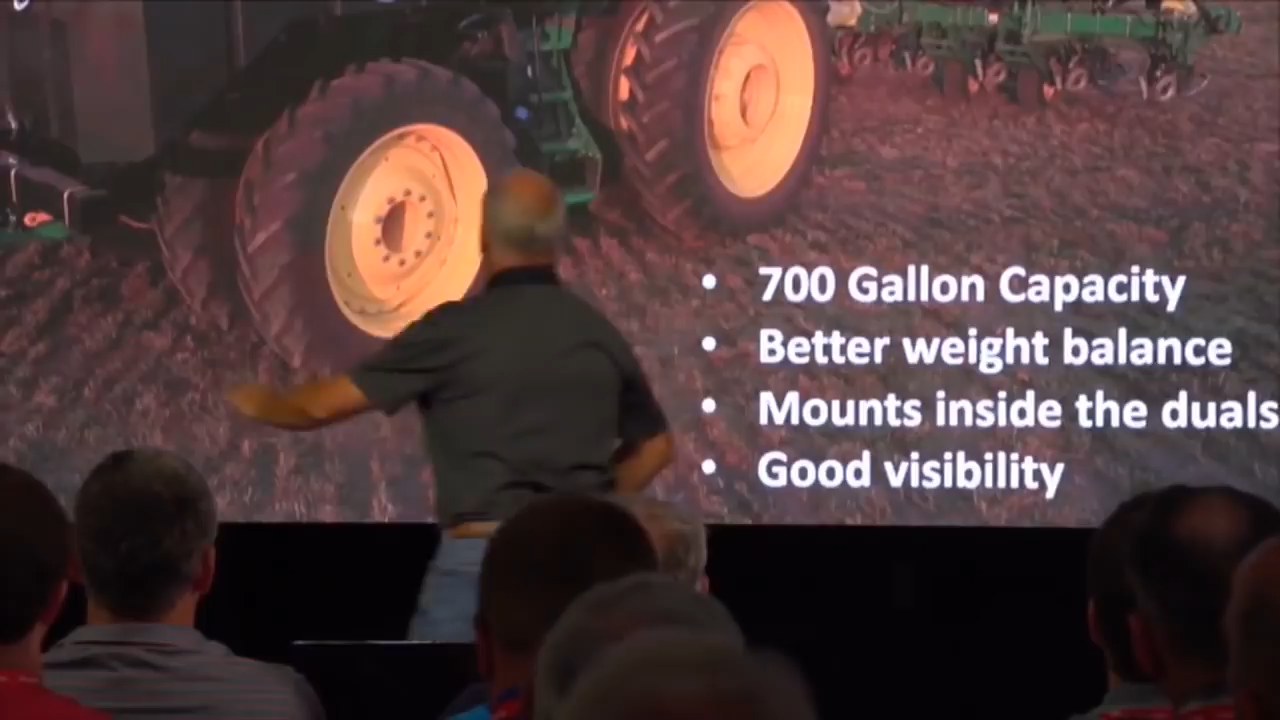 • 700 Gallon Capacity
• Better weight balance
• Mounts inside the duals
• Good visibility